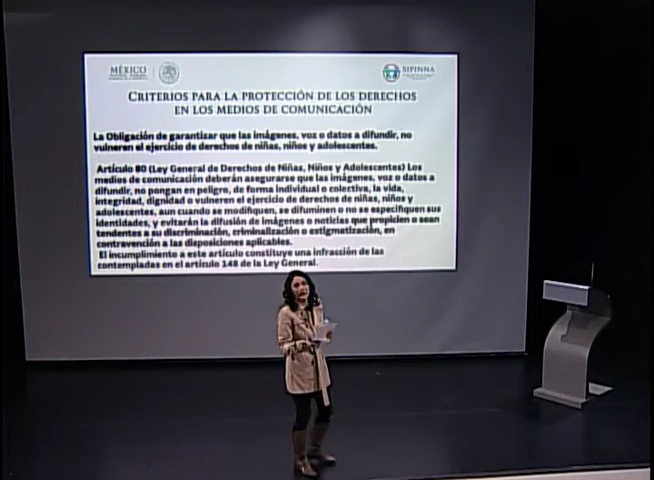 MÉXICO
SIPINNA
CRITERIOS PARA LA PROTECCIÓN DE LOS DERECHOS
EN LOS MEDIOS DE COMUNICACIÓN
La Obligación de garantizar que las imágenes, voz o datos a difundir, no
vulneren el ejercicio de derechos de niñas, niños y adolescentes.
Artículo 80 (Ley General de Derechos de Niñas, Niños y Adolescentes) Los
medios de comunicación deberán asegurarse que las imágenes, voz o datos a
difundir, no pongan en peligro, de forma individual o colectiva, la vida,
integridad, dignidad o vulneren el ejercicio de derechos de niñas, niños y
adolescentes, aun cuando se modifiquen, se difuminen o no se especifiquen sus
identidades, y evitarán la difusión de imágenes o noticias que propicien o sean
tendentes a su discriminación, criminalización o estigmatización, en
contravención a las disposiciones aplicables.
El incumplimiento a este artículo constituye una infracción de las
contempladas en el artículo 148 de la Ley General.